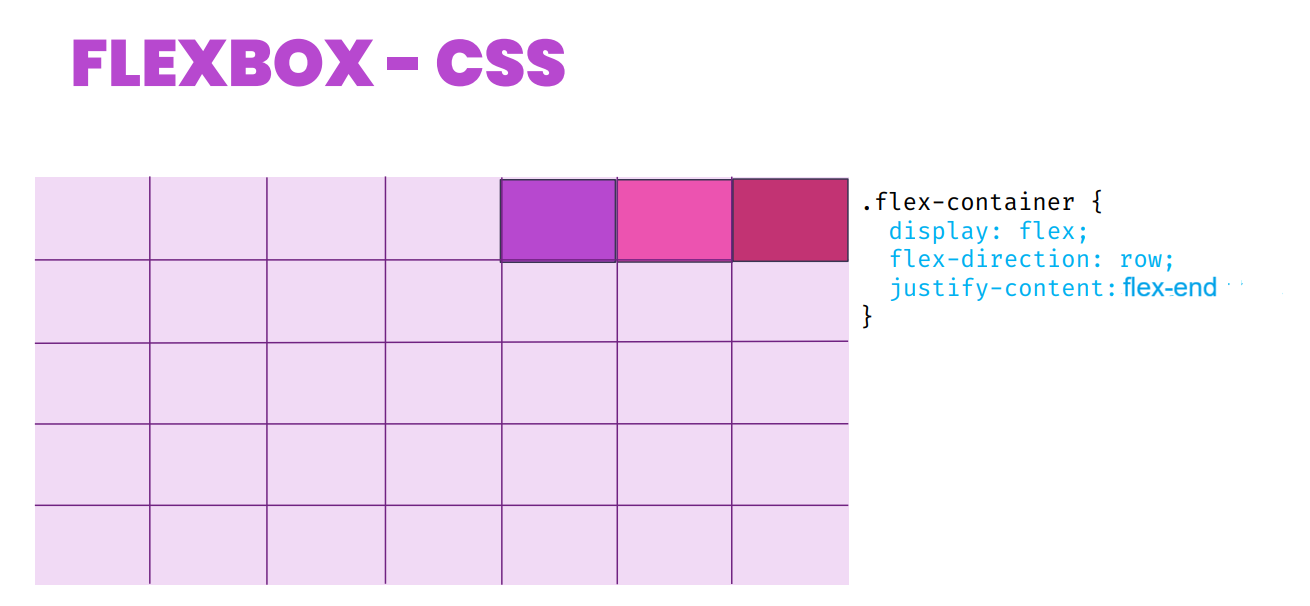 FLEXBOX - CSS
.flex-container {
display: flex;
flex-direction: row;
justify-content: flex-end
}